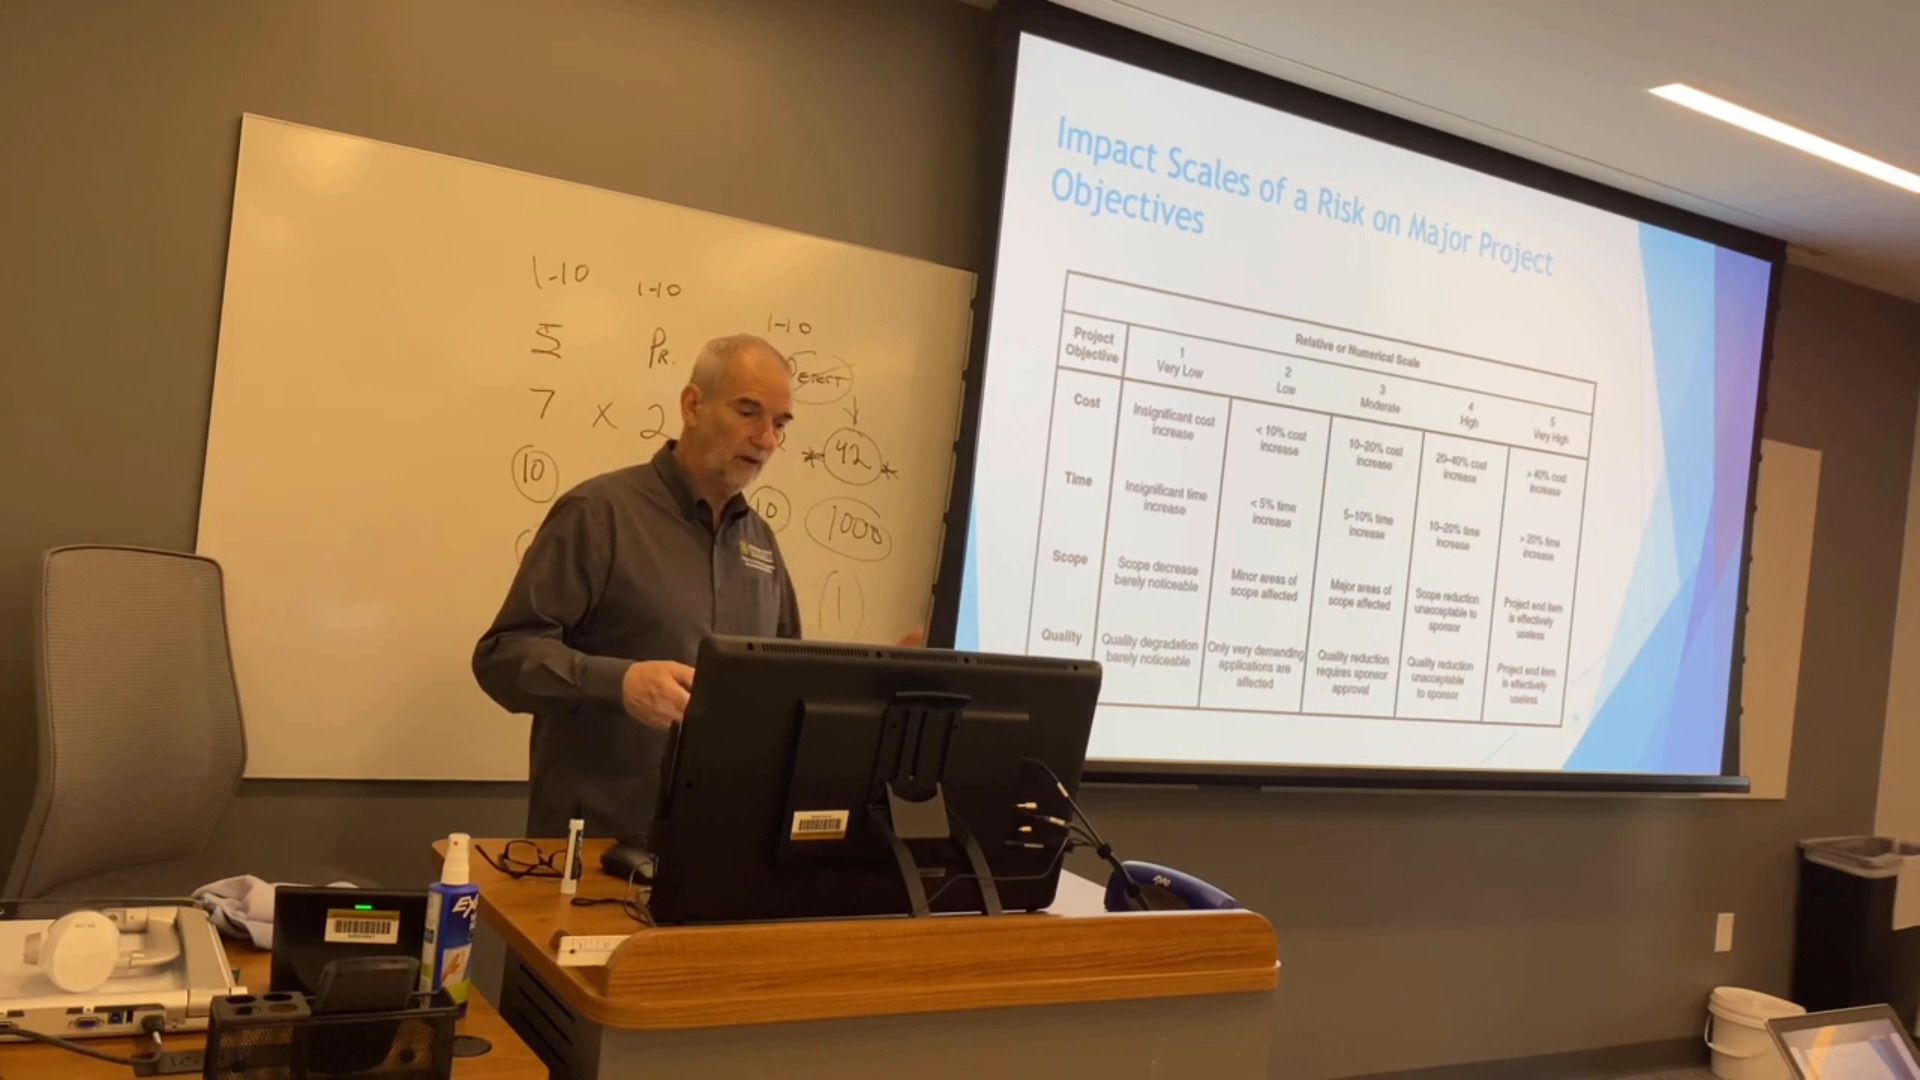 1-10
1-10
1-10
5
PR.
7 x 2
* 42 *
10
10
1000
1
Impact Scales of a Risk on Major Project
Objectives
Relative or Numerical Scale
Project
Objective
1
Very Low
2
Low
3
Moderate
4
High
5
Very High
Cost
Insignificant cost
increase
< 10% cost
increase
10–20% cost
increase
20–40% cost
increase
> 40% cost
increase
Time
Insignificant time
increase
< 5% time
increase
5–10% time
increase
10–20% time
increase
> 20% time
increase
Scope
Scope decrease
barely noticeable
Minor areas of
scope affected
Major areas of
scope affected
Scope reduction
unacceptable to
sponsor
Project end item
is effectively
useless
Quality
Quality degradation
barely noticeable
Only very demanding
applications are
affected
Quality reduction
requires sponsor
approval
Quality reduction
unacceptable
to sponsor
Project end item
is effectively
useless